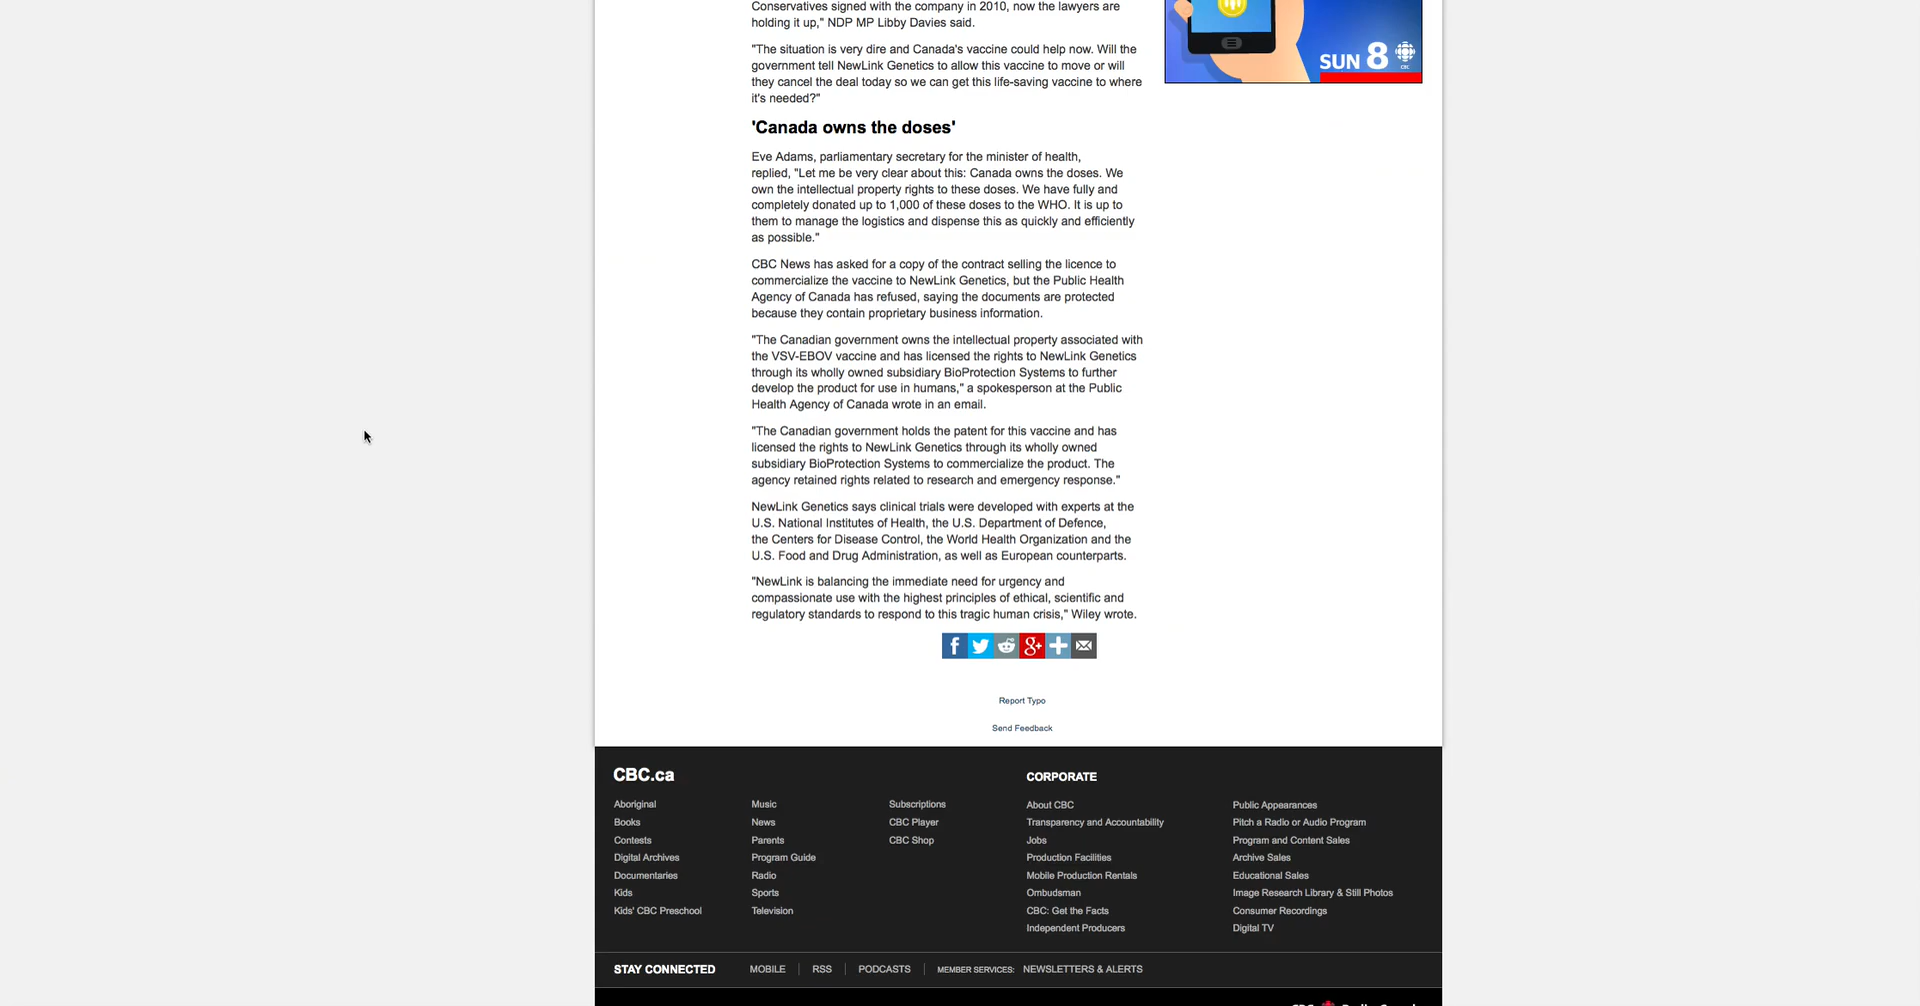 Conservatives signed with the company in 2010, now the lawyers are
holding it up," NDP MP Libby Davies said.
"The situation is very dire and Canada's vaccine could help now. Will the
government tell NewLink Genetics to allow this vaccine to move or will
they cancel the deal today so we can get this life-saving vaccine to where
it's needed?"
SUN 8
CBC
'Canada owns the doses'
Eve Adams, parliamentary secretary for the minister of health,
replied, "Let me be very clear about this: Canada owns the doses. We
own the intellectual property rights to these doses. We have fully and
completely donated up to 1,000 of these doses to the WHO. It is up to
them to manage the logistics and dispense this as quickly and efficiently
as possible."
CBC News has asked for a copy of the contract selling the licence to
commercialize the vaccine to NewLink Genetics, but the Public Health
Agency of Canada has refused, saying the documents are protected
because they contain proprietary business information.
"The Canadian government owns the intellectual property associated with
the VSV-EBOV vaccine and has licensed the rights to NewLink Genetics
through its wholly owned subsidiary BioProtection Systems to further
develop the product for use in humans," a spokesperson at the Public
Health Agency of Canada wrote in an email.
"The Canadian government holds the patent for this vaccine and has
licensed the rights to NewLink Genetics through its wholly owned
subsidiary BioProtection Systems to commercialize the product. The
agency retained rights related to research and emergency response."
NewLink Genetics says clinical trials were developed with experts at the
U.S. National Institutes of Health, the U.S. Department of Defence,
the Centers for Disease Control, the World Health Organization and the
U.S. Food and Drug Administration, as well as European counterparts.
"NewLink is balancing the immediate need for urgency and
compassionate use with the highest principles of ethical, scientific and
regulatory standards to respond to this tragic human crisis," Wiley wrote.
Report Typo
Send Feedback
CBC.ca
Aboriginal
Books
Contests
Digital Archives
Documentaries
Kids
Kids' CBC Preschool
Music
News
Parents
Program Guide
Radio
Sports
Television
Subscriptions
CBC Player
CBC Shop
CORPORATE
About CBC
Transparency and Accountability
Jobs
Production Facilities
Mobile Production Rentals
Ombudsman
CBC: Get the Facts
Independent Producers
Public Appearances
Pitch a Radio or Audio Program
Program and Content Sales
Archive Sales
Educational Sales
Image Research Library & Still Photos
Consumer Recordings
Digital TV
STAY CONNECTED MOBILE RSS PODCASTS MEMBER SERVICES: NEWSLETTERS & ALERTS